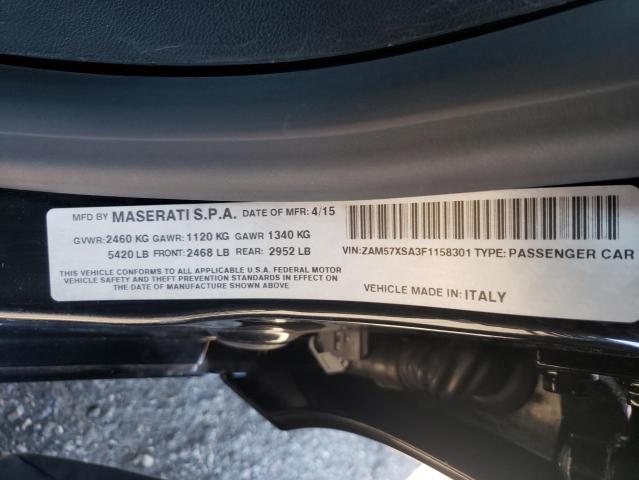 MFD BY MASERATI S.P.A. DATE OF MFR: 4/15
GVWR: 2460 KG GAWR: 1120 KG GAWR 1340 KG
5420 LB FRONT: 2468 LB REAR: 2952 LB
THIS VEHICLE CONFORMS TO ALL APPLICABLE U.S.A. FEDERAL MOTOR
VEHICLE SAFETY AND THEFT PREVENTION STANDARDS IN EFFECT ON
THE DATE OF MANUFACTURE SHOWN ABOVE
VIN:ZAM57XSA3F1158301 TYPE: PASSENGER CAR
VEHICLE MADE IN: ITALY